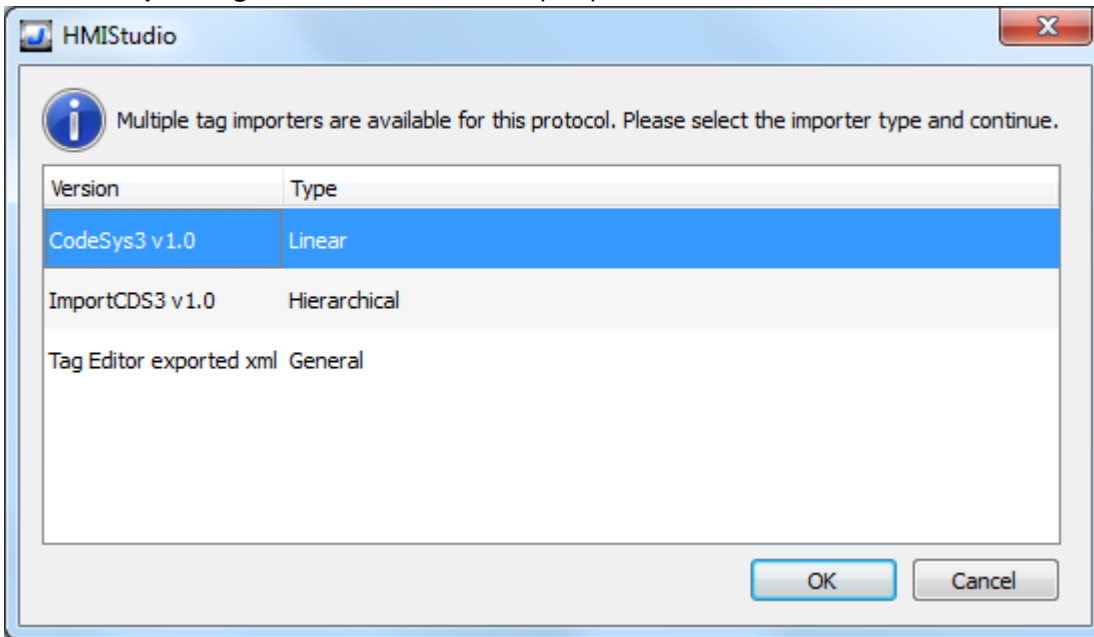 HMIStudio
Multiple tag importers are available for this protocol. Please select the importer type and continue.
Version Type
CodeSys3 v1.0 Linear
ImportCDS3 v1.0 Hierarchical
Tag Editor exported xml General
OK Cancel